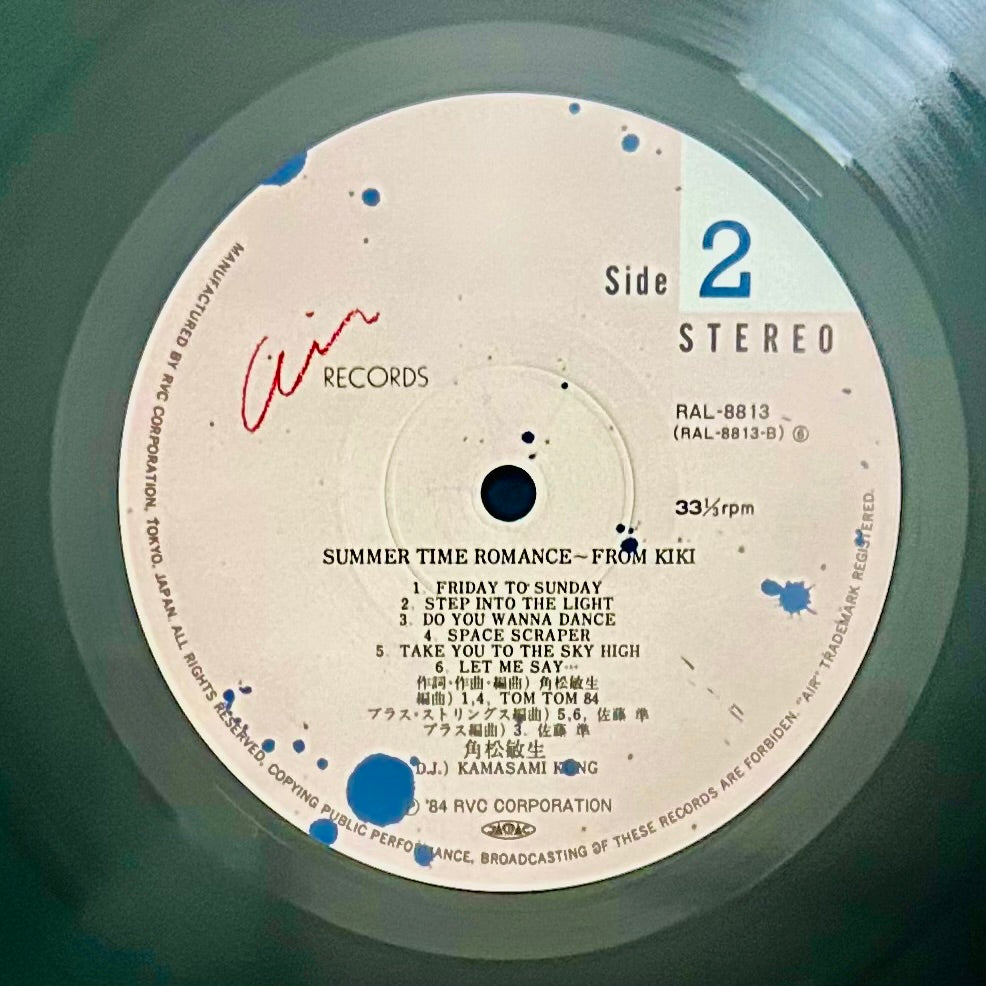 Side 2
STEREO
air RECORDS
RAL-8813
(RAL-8813-B) ⑥
33⅓rpm
SUMMER TIME ROMANCE~FROM KIKI
1. FRIDAY TO SUNDAY
2. STEP INTO THE LIGHT
3. DO YOU WANNA DANCE
4. SPACE SCRAPER
5. TAKE YOU TO THE SKY HIGH
6. LET ME SAY…
作詞・作曲・編曲) 角松敏生
編曲) 1,4, TOM TOM 84
ブラス・ストリングス編曲) 5,6, 佐藤 準
ブラス編曲) 3. 佐藤 準
角松敏生
D.J.) KAMASAMI KONG
Ⓟ '84 RVC CORPORATION
JASRAC
MANUFACTURED BY RVC CORPORATION, TOKYO, JAPAN. ALL RIGHTS RESERVED, COPYING PUBLIC PERFORMANCE, BROADCASTING OF THESE RECORDS ARE FORBIDEN. "AIR" TRADEMARK REGISTERED.